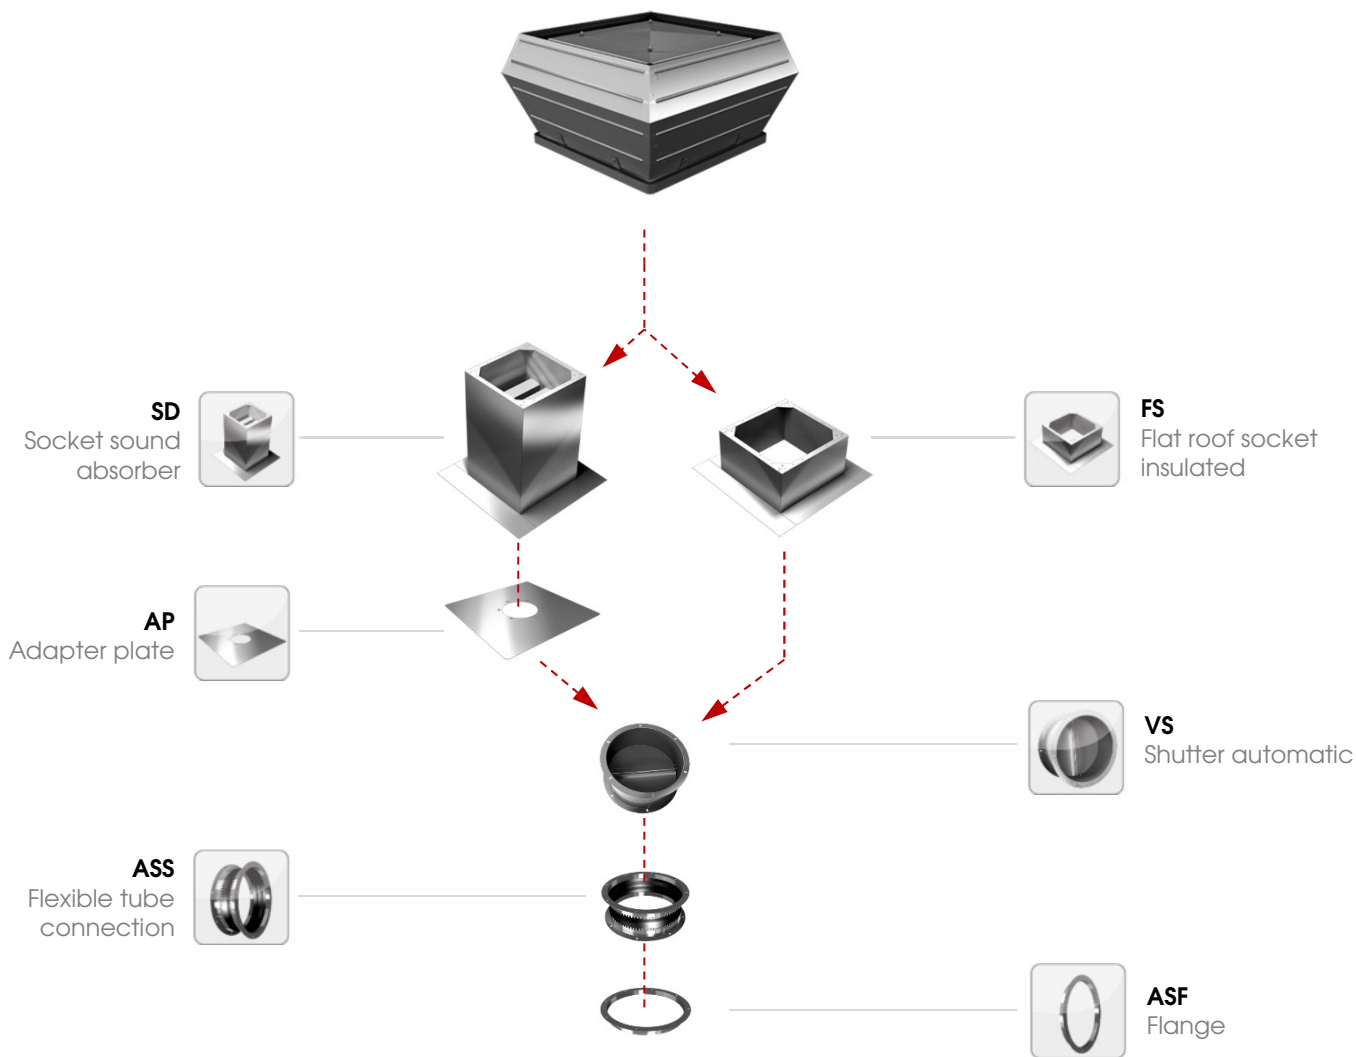 SD
Socket sound
absorber
FS
Flat roof socket
insulated
AP
Adapter plate
VS
Shutter automatic
ASS
Flexible tube
connection
ASF
Flange